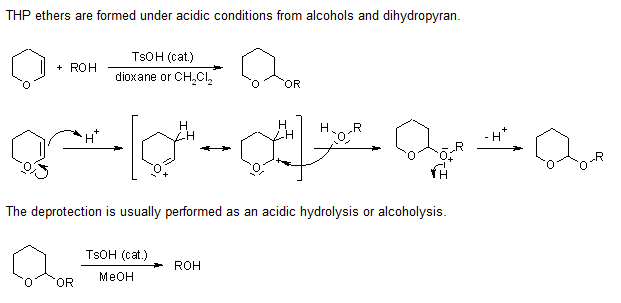 THP ethers are formed under acidic conditions from alcohols and dihydropyran.
O + ROH TsOH (cat.) dioxane or CH₂Cl₂ O OR
O H⁺ H H O + H H O + H O R O O + R H - H⁺ O O R
The deprotection is usually performed as an acidic hydrolysis or alcoholysis.
O OR TsOH (cat.) MeOH ROH